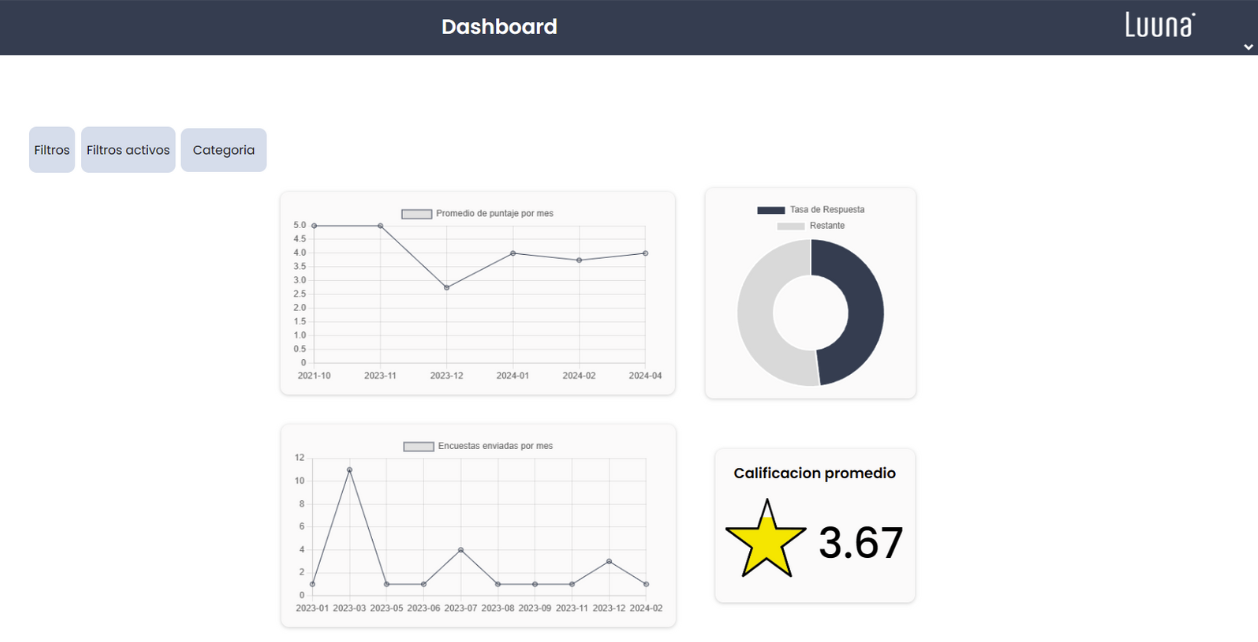 Dashboard
Luuna
Filtros
Filtros activos
Categoria
Promedio de puntaje por mes
5.0
4.5
4.0
3.5
3.0
2.5
2.0
1.5
1.0
0.5
0
2021-10 2023-11 2023-12 2024-01 2024-02 2024-04
Tasa de Respuesta
Restante
Encuestas enviadas por mes
12
10
8
6
4
2
0
2023-01 2023-03 2023-05 2023-06 2023-07 2023-08 2023-09 2023-11 2023-12 2024-02
Calificacion promedio
3.67